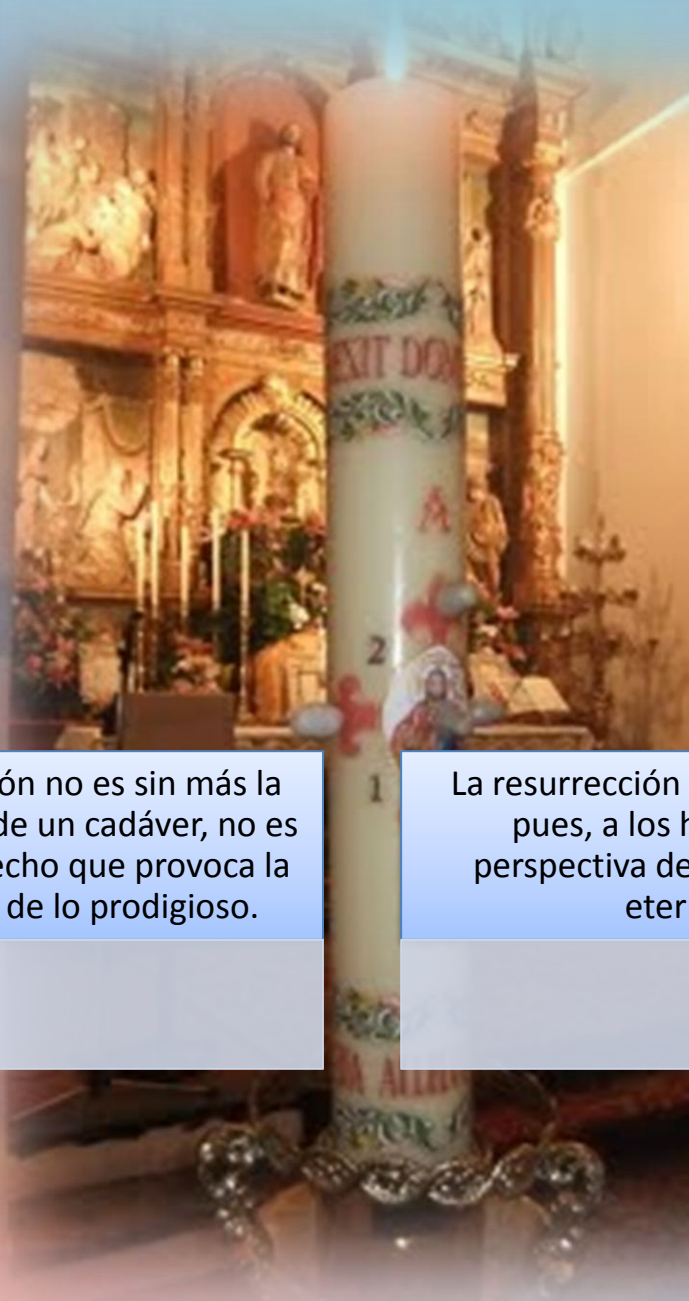 EXIT DO
A
2
1
ón no es sin más la
de un cadáver, no es
echo que provoca la
de lo prodigioso.
La resurrección
pues, a los h
perspectiva de
eter